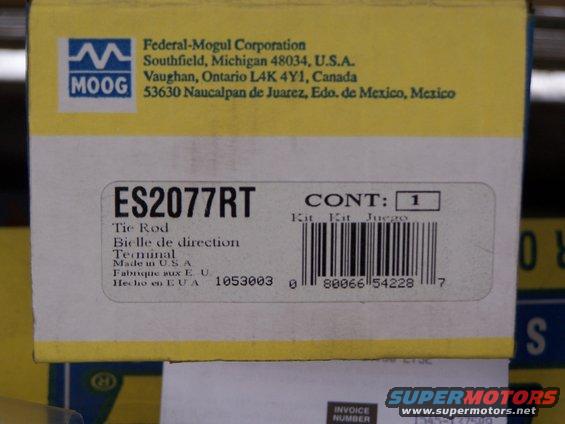 MOOG
Federal-Mogul Corporation
Southfield, Michigan 48034, U.S.A.
Vaughan, Ontario L4K 4Y1, Canada
53630 Naucalpan de Juarez, Edo. de Mexico, Mexico
ES2077RT
CONT: 1
Kit Kit Juego
Tie Rod
Bielle de direction
Terminal
Made in U.S.A
Fabrique aux E.-U.
Hecho en E U A
1053003
0 80066 54228 7
R O
S
®
INVOICE
NUMBER
SUPERMOTORS
www.supermotors.net